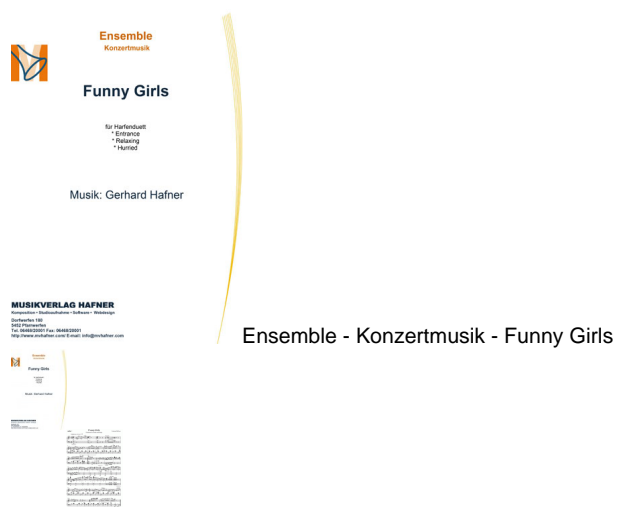 Ensemble
Konzertmusik
Funny Girls
für Harfenduett
* Entrance
* Relaxing
* Hurried
Musik: Gerhard Hafner
MUSIKVERLAG HAFNER
Komposition • Studioaufnahme • Software • Webdesign
Dorfwerfen 180
5452 Pfarrwerfen
Tel. 06468/20001 Fax: 06468/20001
http://www.mvhafner.com/ E-mail: info@mvhafner.com
Ensemble - Konzertmusik - Funny Girls
Ensemble
Funny Girls
Musik: Gerhard Hafner
MUSIKVERLAG HAFNER
Funny Girls